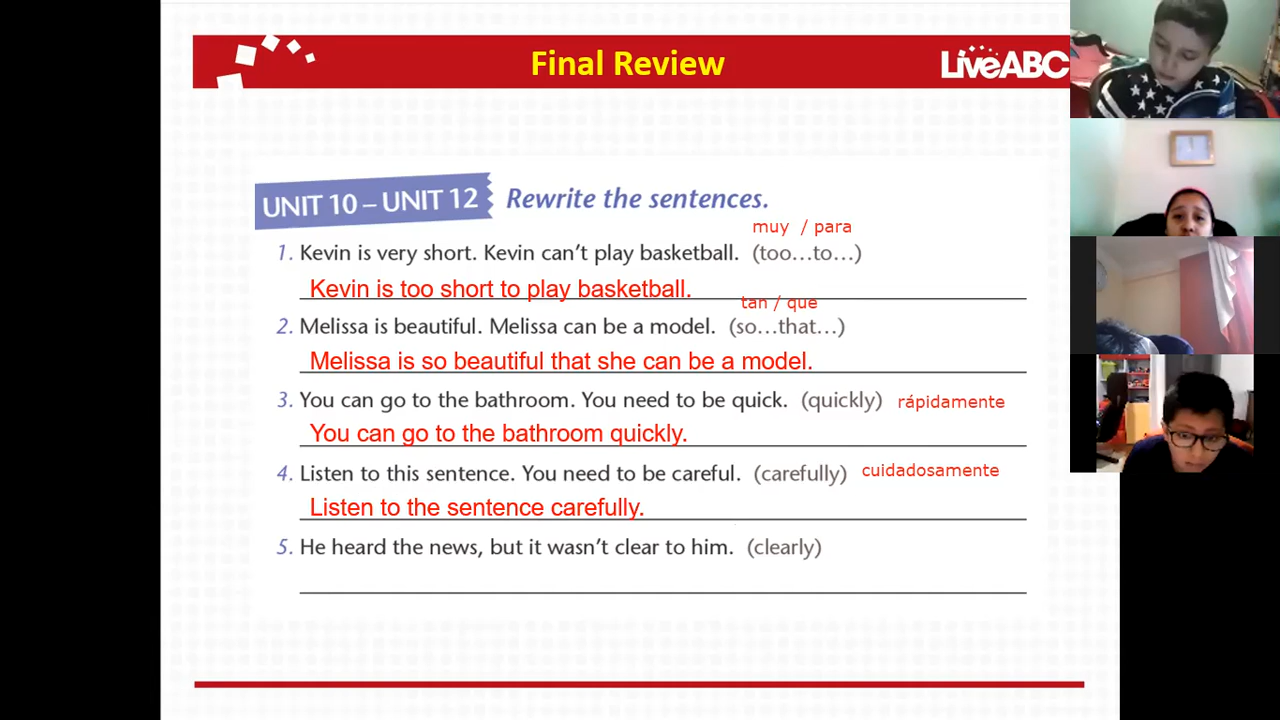 Final Review
LiveABC
UNIT 10 – UNIT 12 Rewrite the sentences.
muy / para
1. Kevin is very short. Kevin can't play basketball. (too...to...)
Kevin is too short to play basketball.
tan / que
2. Melissa is beautiful. Melissa can be a model. (so...that...)
Melissa is so beautiful that she can be a model.
3. You can go to the bathroom. You need to be quick. (quickly) rápidamente
You can go to the bathroom quickly.
4. Listen to this sentence. You need to be careful. (carefully) cuidadosamente
Listen to the sentence carefully.
5. He heard the news, but it wasn't clear to him. (clearly)